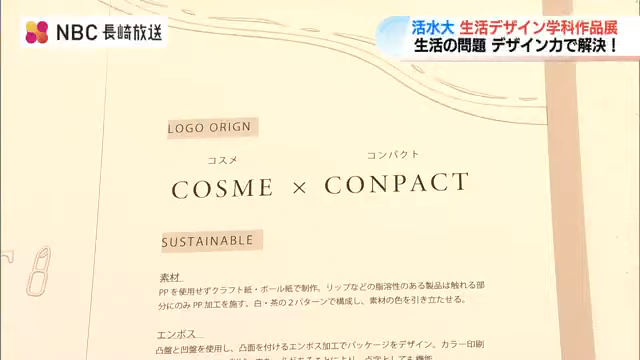 NBC 長崎放送
活水大 生活デザイン学科作品展
生活の問題 デザイン力で解決！
LOGO ORIGN
コスメ コンパクト
COSME × CONPACT
SUSTAINABLE
素材
PPを使用せずクラフト紙・ボール紙で制作。リップなどの脂溶性のある製品は触れる部
分にのみPP加工を施す。白・茶の2パターンで構成し、素材の色を引き立たせる。
エンボス
凸盤と凹盤を使用し、凸面を付けるエンボス加工でパッケージをデザイン。カラー印刷